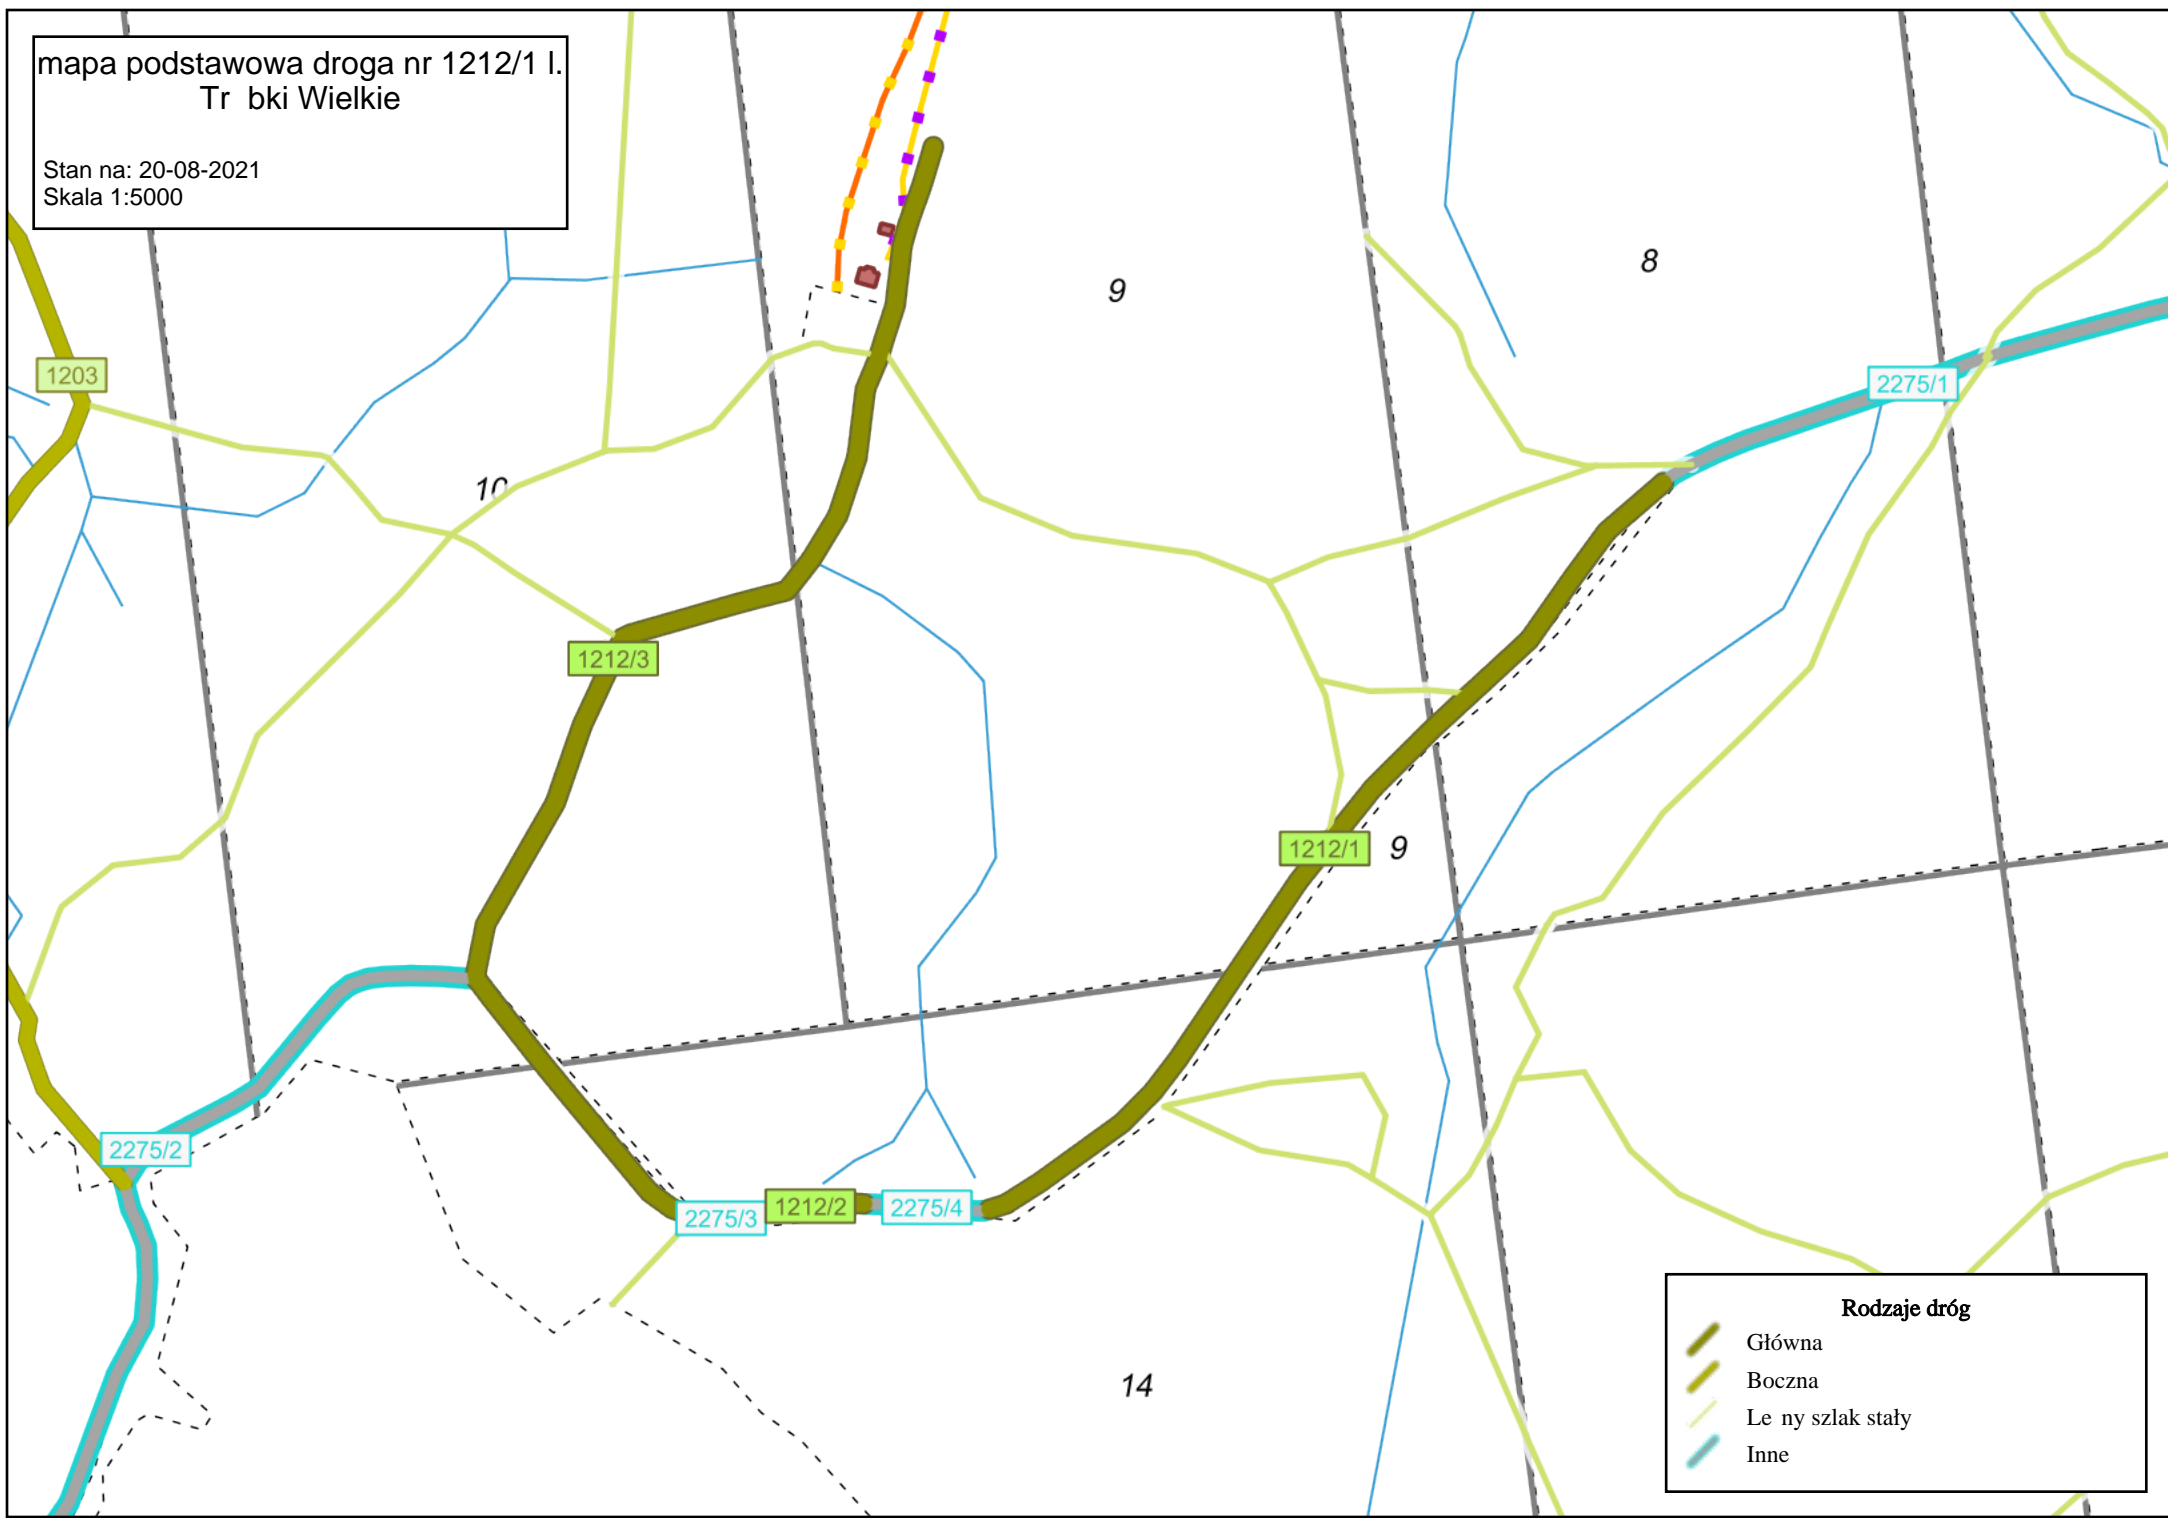 mapa podstawowa droga nr 1212/1 l.
Tr bki Wielkie
Stan na: 20-08-2021
Skala 1:5000
8
9
1203
2275/1
10
1212/3
1212/1
9
2275/2
2275/3
1212/2
2275/4
14
Rodzaje dróg
Główna
Boczna
Le ny szlak stały
Inne